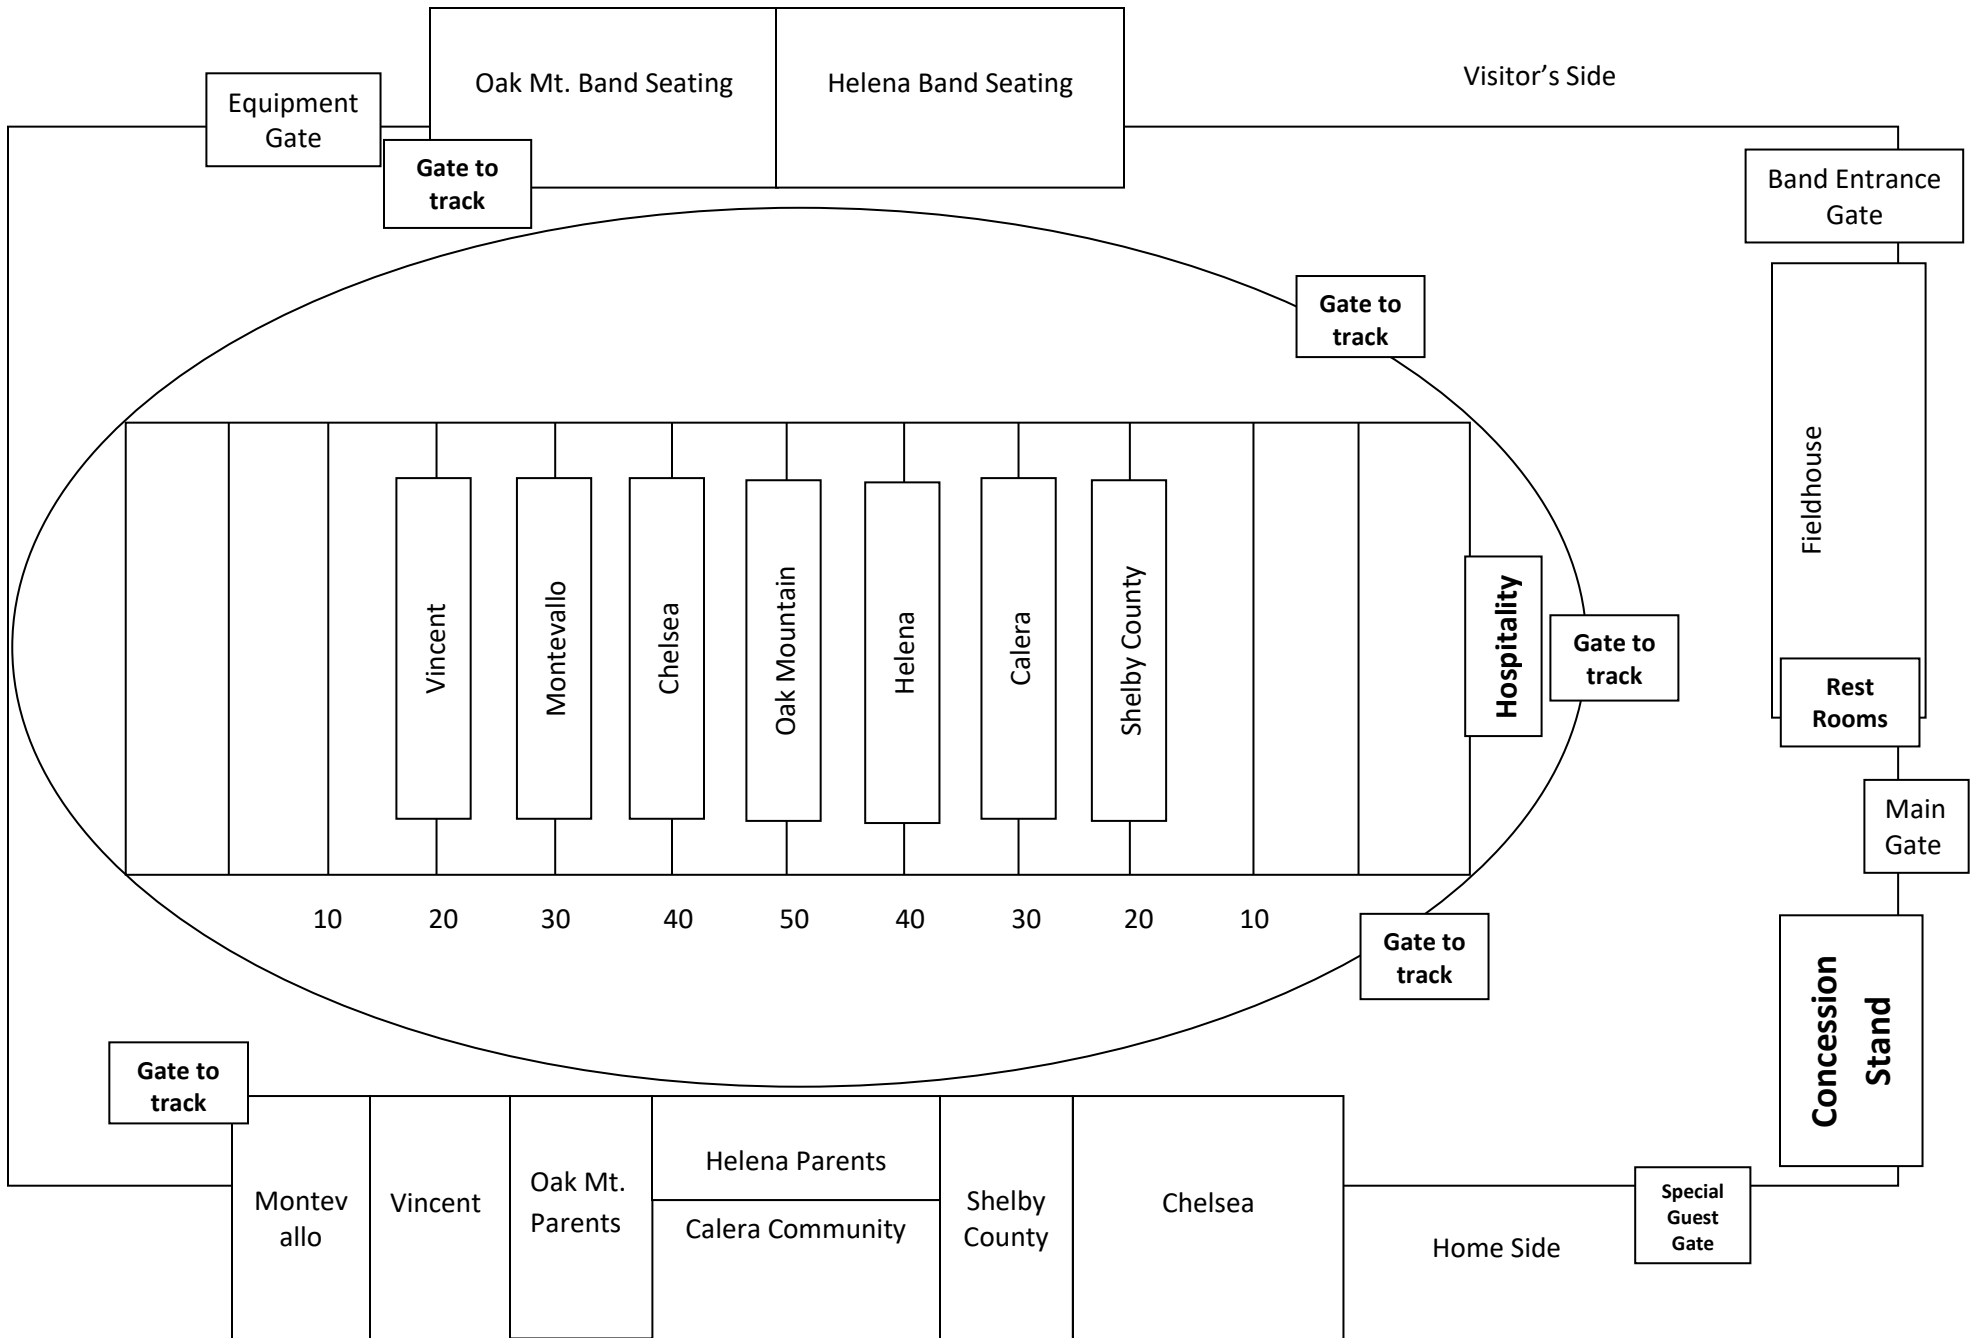 Oak Mt. Band Seating
Helena Band Seating
Visitor’s Side
Equipment
Gate
Gate to
track
Band Entrance
Gate
Gate to
track
Fieldhouse
Vincent
Montevallo
Chelsea
Oak Mountain
Helena
Calera
Shelby County
Hospitality
Gate to
track
Rest
Rooms
Main
Gate
10
20
30
40
50
40
30
20
10
Gate to
track
Concession
Stand
Gate to
track
Montev
allo
Vincent
Oak Mt.
Parents
Helena Parents
Calera Community
Shelby
County
Chelsea
Home Side
Special
Guest
Gate